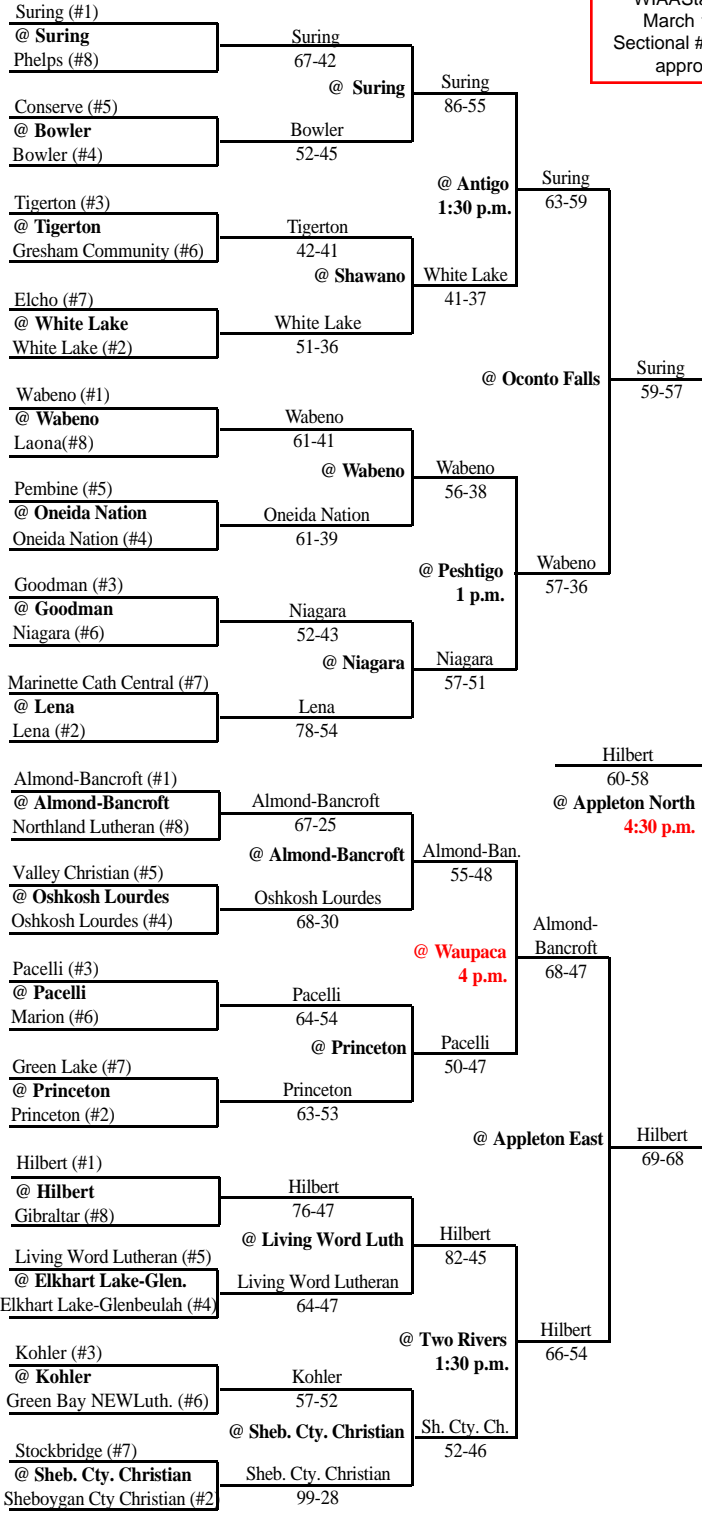 WIAASta
March 1
Sectional #
appro
Suring (#1)
@ Suring
Phelps (#8)
Suring
67-42
@ Suring
Suring
86-55
Conserve (#5)
@ Bowler
Bowler (#4)
Bowler
52-45
@ Antigo
1:30 p.m.
Suring
63-59
Tigerton (#3)
@ Tigerton
Gresham Community (#6)
Tigerton
42-41
@ Shawano
White Lake
41-37
Elcho (#7)
@ White Lake
White Lake (#2)
White Lake
51-36
@ Oconto Falls
Suring
59-57
Wabeno (#1)
@ Wabeno
Laona(#8)
Wabeno
61-41
@ Wabeno
Wabeno
56-38
Pembine (#5)
@ Oneida Nation
Oneida Nation (#4)
Oneida Nation
61-39
@ Peshtigo
1 p.m.
Wabeno
57-36
Goodman (#3)
@ Goodman
Niagara (#6)
Niagara
52-43
@ Niagara
Niagara
57-51
Marinette Cath Central (#7)
@ Lena
Lena (#2)
Lena
78-54
Hilbert
60-58
@ Appleton North
4:30 p.m.
Almond-Bancroft (#1)
@ Almond-Bancroft
Northland Lutheran (#8)
Almond-Bancroft
67-25
@ Almond-Bancroft
Almond-Ban.
55-48
Valley Christian (#5)
@ Oshkosh Lourdes
Oshkosh Lourdes (#4)
Oshkosh Lourdes
68-30
@ Waupaca
4 p.m.
Almond-
Bancroft
68-47
Pacelli (#3)
@ Pacelli
Marion (#6)
Pacelli
64-54
@ Princeton
Pacelli
50-47
Green Lake (#7)
@ Princeton
Princeton (#2)
Princeton
63-53
@ Appleton East
Hilbert
69-68
Hilbert (#1)
@ Hilbert
Gibraltar (#8)
Hilbert
76-47
@ Living Word Luth
Hilbert
82-45
Living Word Lutheran (#5)
@ Elkhart Lake-Glen.
Elkhart Lake-Glenbeulah (#4)
Living Word Lutheran
64-47
@ Two Rivers
1:30 p.m.
Hilbert
66-54
Kohler (#3)
@ Kohler
Green Bay NEWLuth. (#6)
Kohler
57-52
@ Sheb. Cty. Christian
Sh. Cty. Ch.
52-46
Stockbridge (#7)
@ Sheb. Cty. Christian
Sheboygan Cty Christian (#2)
Sheb. Cty. Christian
99-28